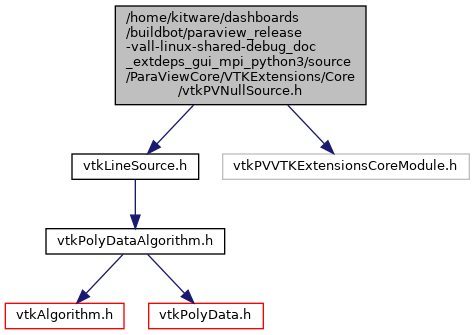 /home/kitware/dashboards
/buildbot/paraview_release
-vall-linux-shared-debug_doc
_extdeps_gui_mpi_python3/source
/ParaViewCore/VTKExtensions/Core
/vtkPVNullSource.h
vtkLineSource.h
vtkPVVTKExtensionsCoreModule.h
vtkPolyDataAlgorithm.h
vtkAlgorithm.h
vtkPolyData.h